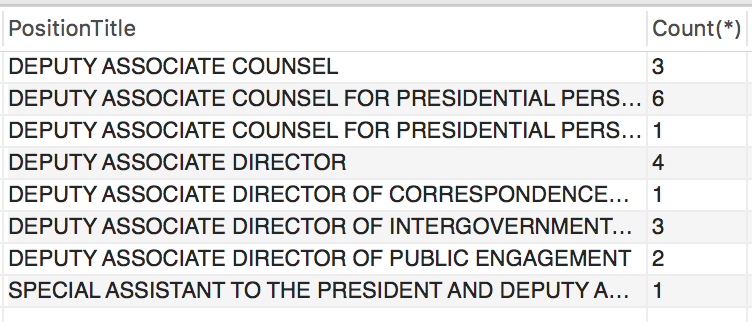 PositionTitle Count(*)
DEPUTY ASSOCIATE COUNSEL 3
DEPUTY ASSOCIATE COUNSEL FOR PRESIDENTIAL PERS... 6
DEPUTY ASSOCIATE COUNSEL FOR PRESIDENTIAL PERS... 1
DEPUTY ASSOCIATE DIRECTOR 4
DEPUTY ASSOCIATE DIRECTOR OF CORRESPONDENCE... 1
DEPUTY ASSOCIATE DIRECTOR OF INTERGOVERNMENT... 3
DEPUTY ASSOCIATE DIRECTOR OF PUBLIC ENGAGEMENT 2
SPECIAL ASSISTANT TO THE PRESIDENT AND DEPUTY A... 1